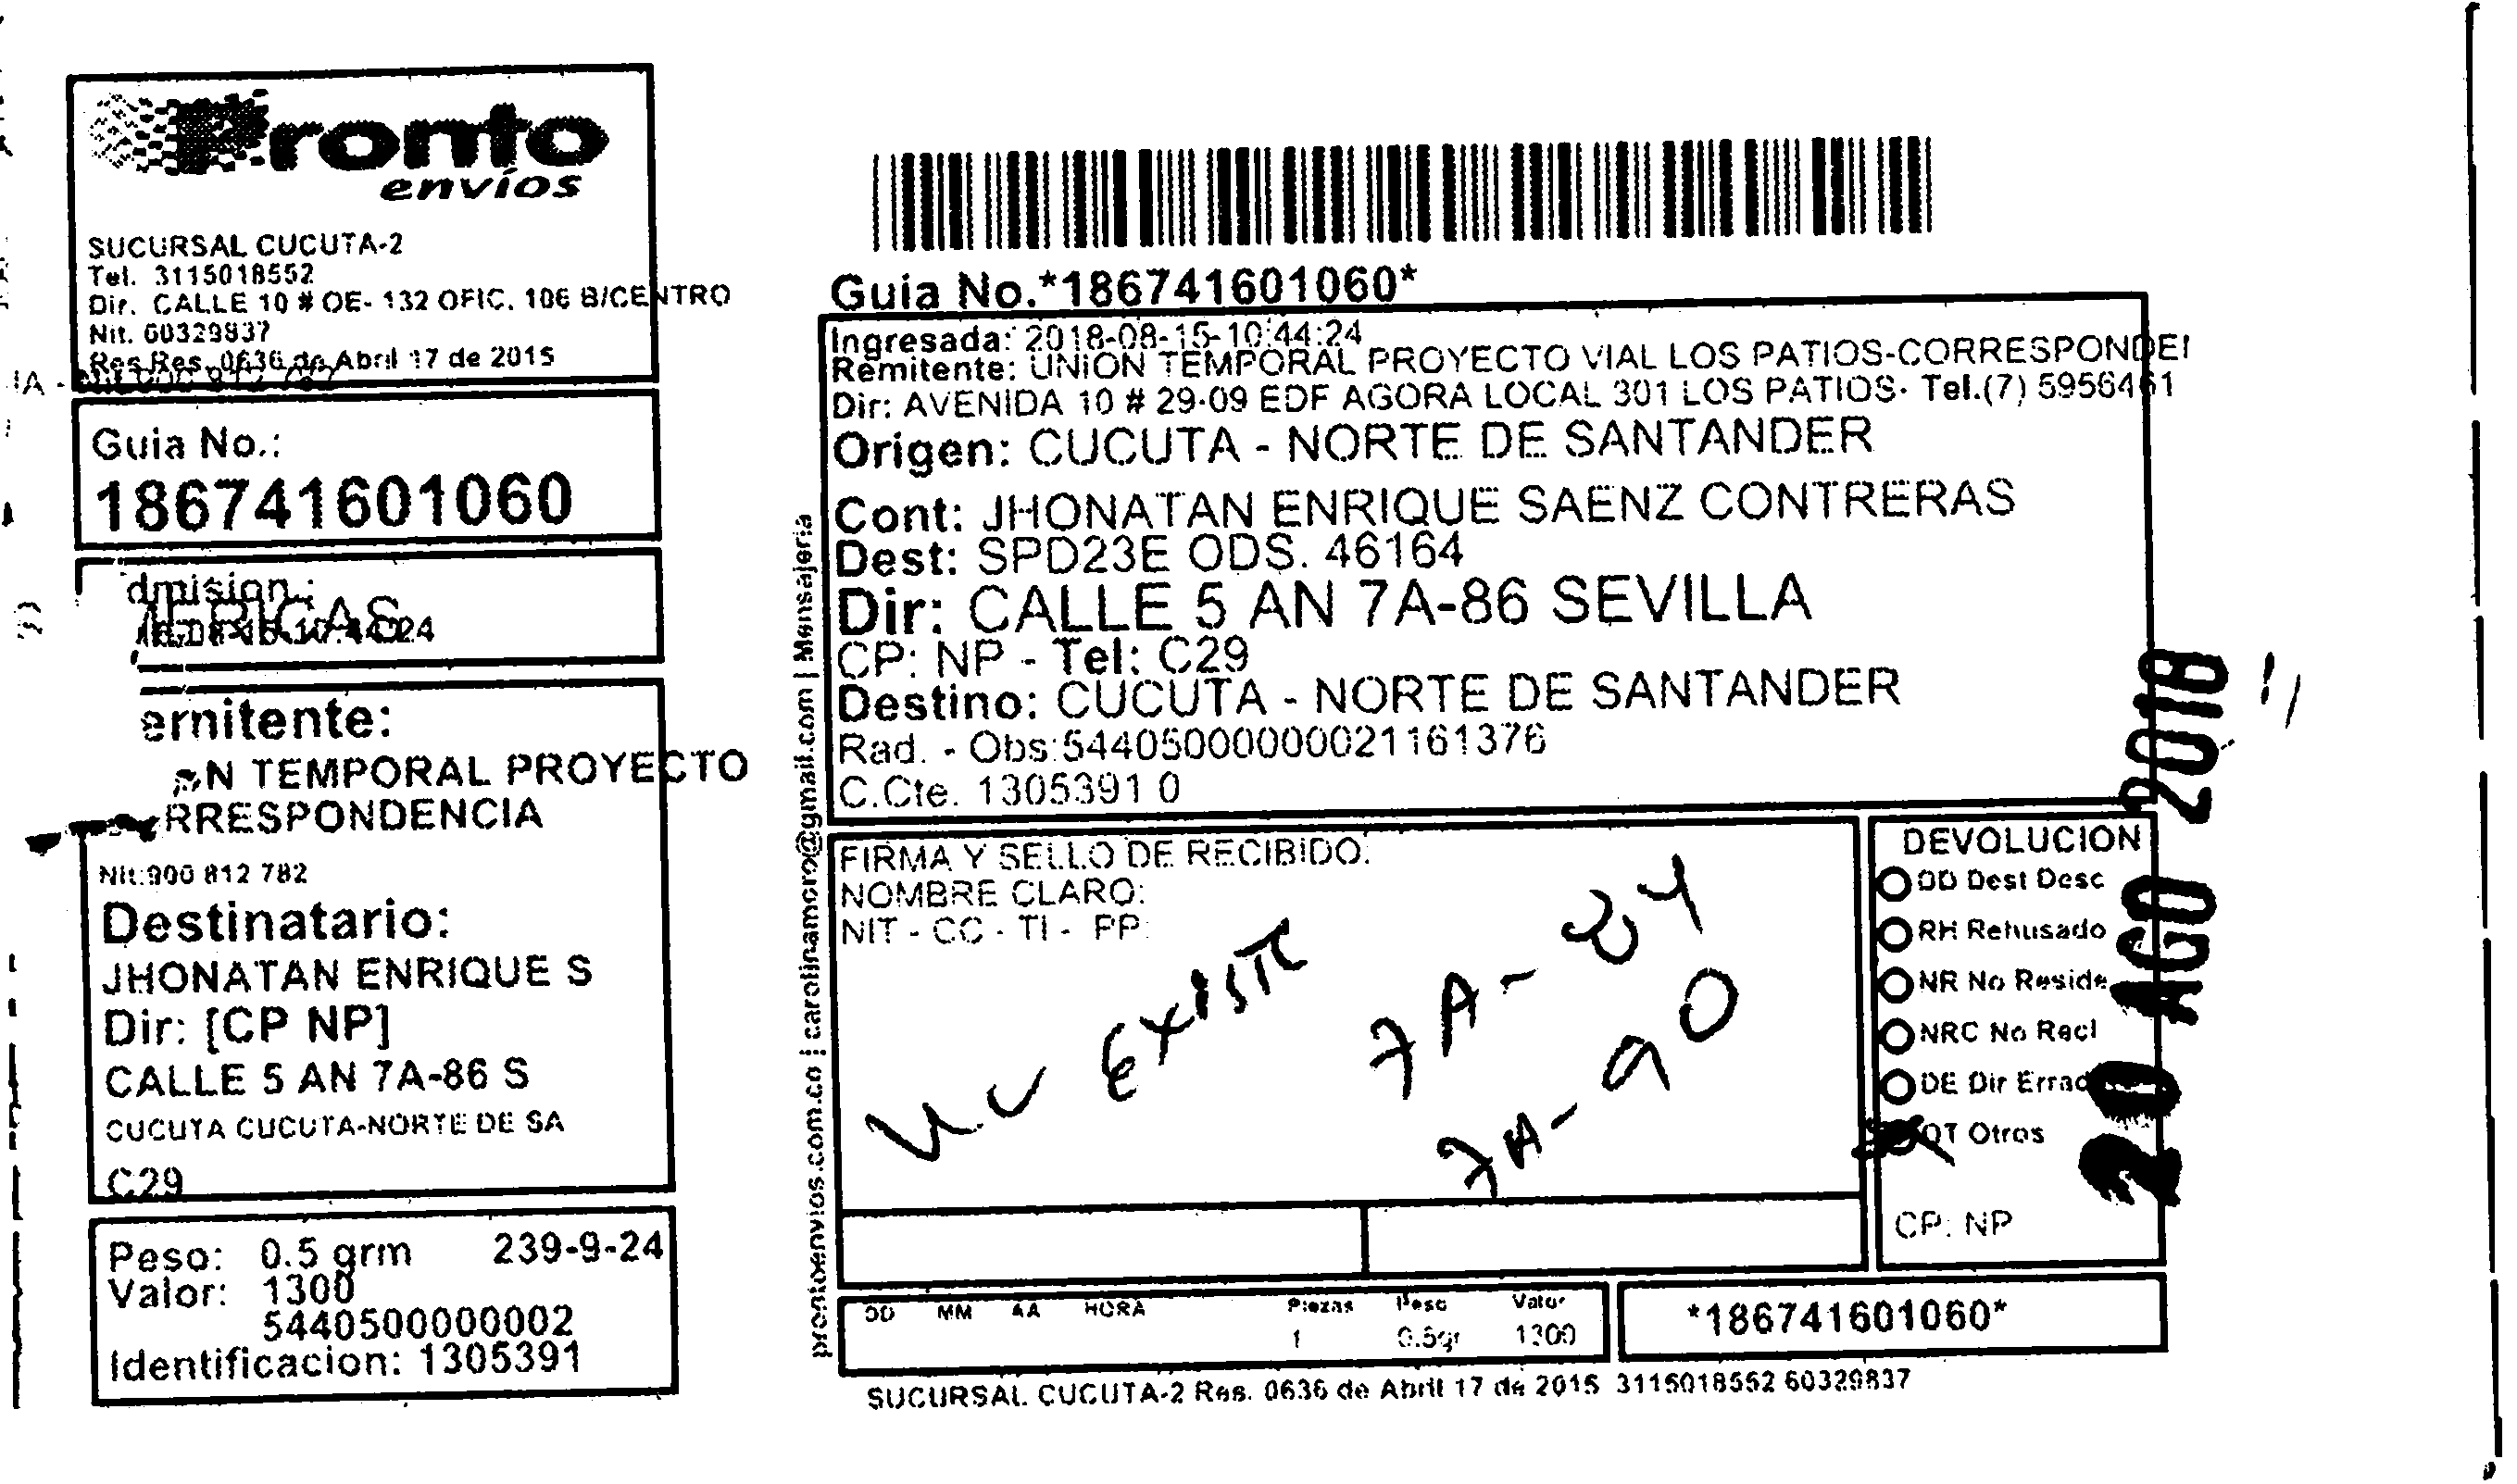 Pronto
envíos
SUCURSAL CUCUTA-2
Tel. 3115018552
Dir. CALLE 10 # OE- 132 OFIC. 106 B/CENTRO
Nit. 60329837
Res Res. 0636 de Abril 17 de 2015
Guia No.:
186741601060
dmision.:
emitente:
N TEMPORAL PROYECTO
RRESPONDENCIA
Nit:900 812 782
Destinatario:
JHONATAN ENRIQUE S
Dir: [CP NP]
CALLE 5 AN 7A-86 S
CUCUTA CUCUTA-NORTE DE SA
C29
Peso: 0.5 grm 239-9-24
Valor: 1300
5440500000002
Identificacion: 1305391
prontoenvios.com.co | carolinamoro@gmail.com | Mensajeria
Guia No.*186741601060*
Ingresada: 2018-08-15-10:44:24
Remitente: UNION TEMPORAL PROYECTO VIAL LOS PATIOS-CORRESPONDEI
Dir: AVENIDA 10 # 29-09 EDF AGORA LOCAL 301 LOS PATIOS- Tel.(7) 5956461
Origen: CUCUTA - NORTE DE SANTANDER
Cont: JHONATAN ENRIQUE SAENZ CONTRERAS
Dest: SPD23E ODS. 46164
Dir: CALLE 5 AN 7A-86 SEVILLA
CP: NP - Tel: C29
Destino: CUCUTA - NORTE DE SANTANDER
Rad. - Obs:544050000000021161376
C.Cte. 1305391 0
FIRMA Y SELLO DE RECIBIDO:
NOMBRE CLARO:
NIT - CC - TI - PP:
No EXISTE
7A-
7A-90
DEVOLUCION
DD Dest Desc
RH Rehusado
NR No Reside
NRC No Recl
DE Dir Errad
OT Otros
CP: NP
20 AGO 2018
DD MM AA HORA Piezas Peso Valor
1 0.5gr 1300
*186741601060*
SUCURSAL CUCUTA-2 Res. 0636 de Abril 17 de 2015 3115018552 60329837